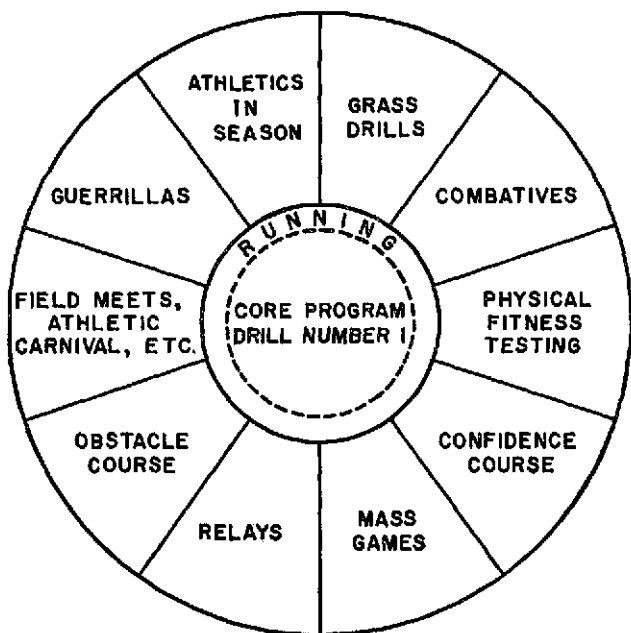 ATHLETICS
IN
SEASON
GRASS
DRILLS
COMBATIVES
PHYSICAL
FITNESS
TESTING
CONFIDENCE
COURSE
MASS
GAMES
RELAYS
OBSTACLE
COURSE
FIELD MEETS,
ATHLETIC
CARNIVAL, ETC.
GUERRILLAS
RUNNING
CORE PROGRAM
DRILL NUMBER 1